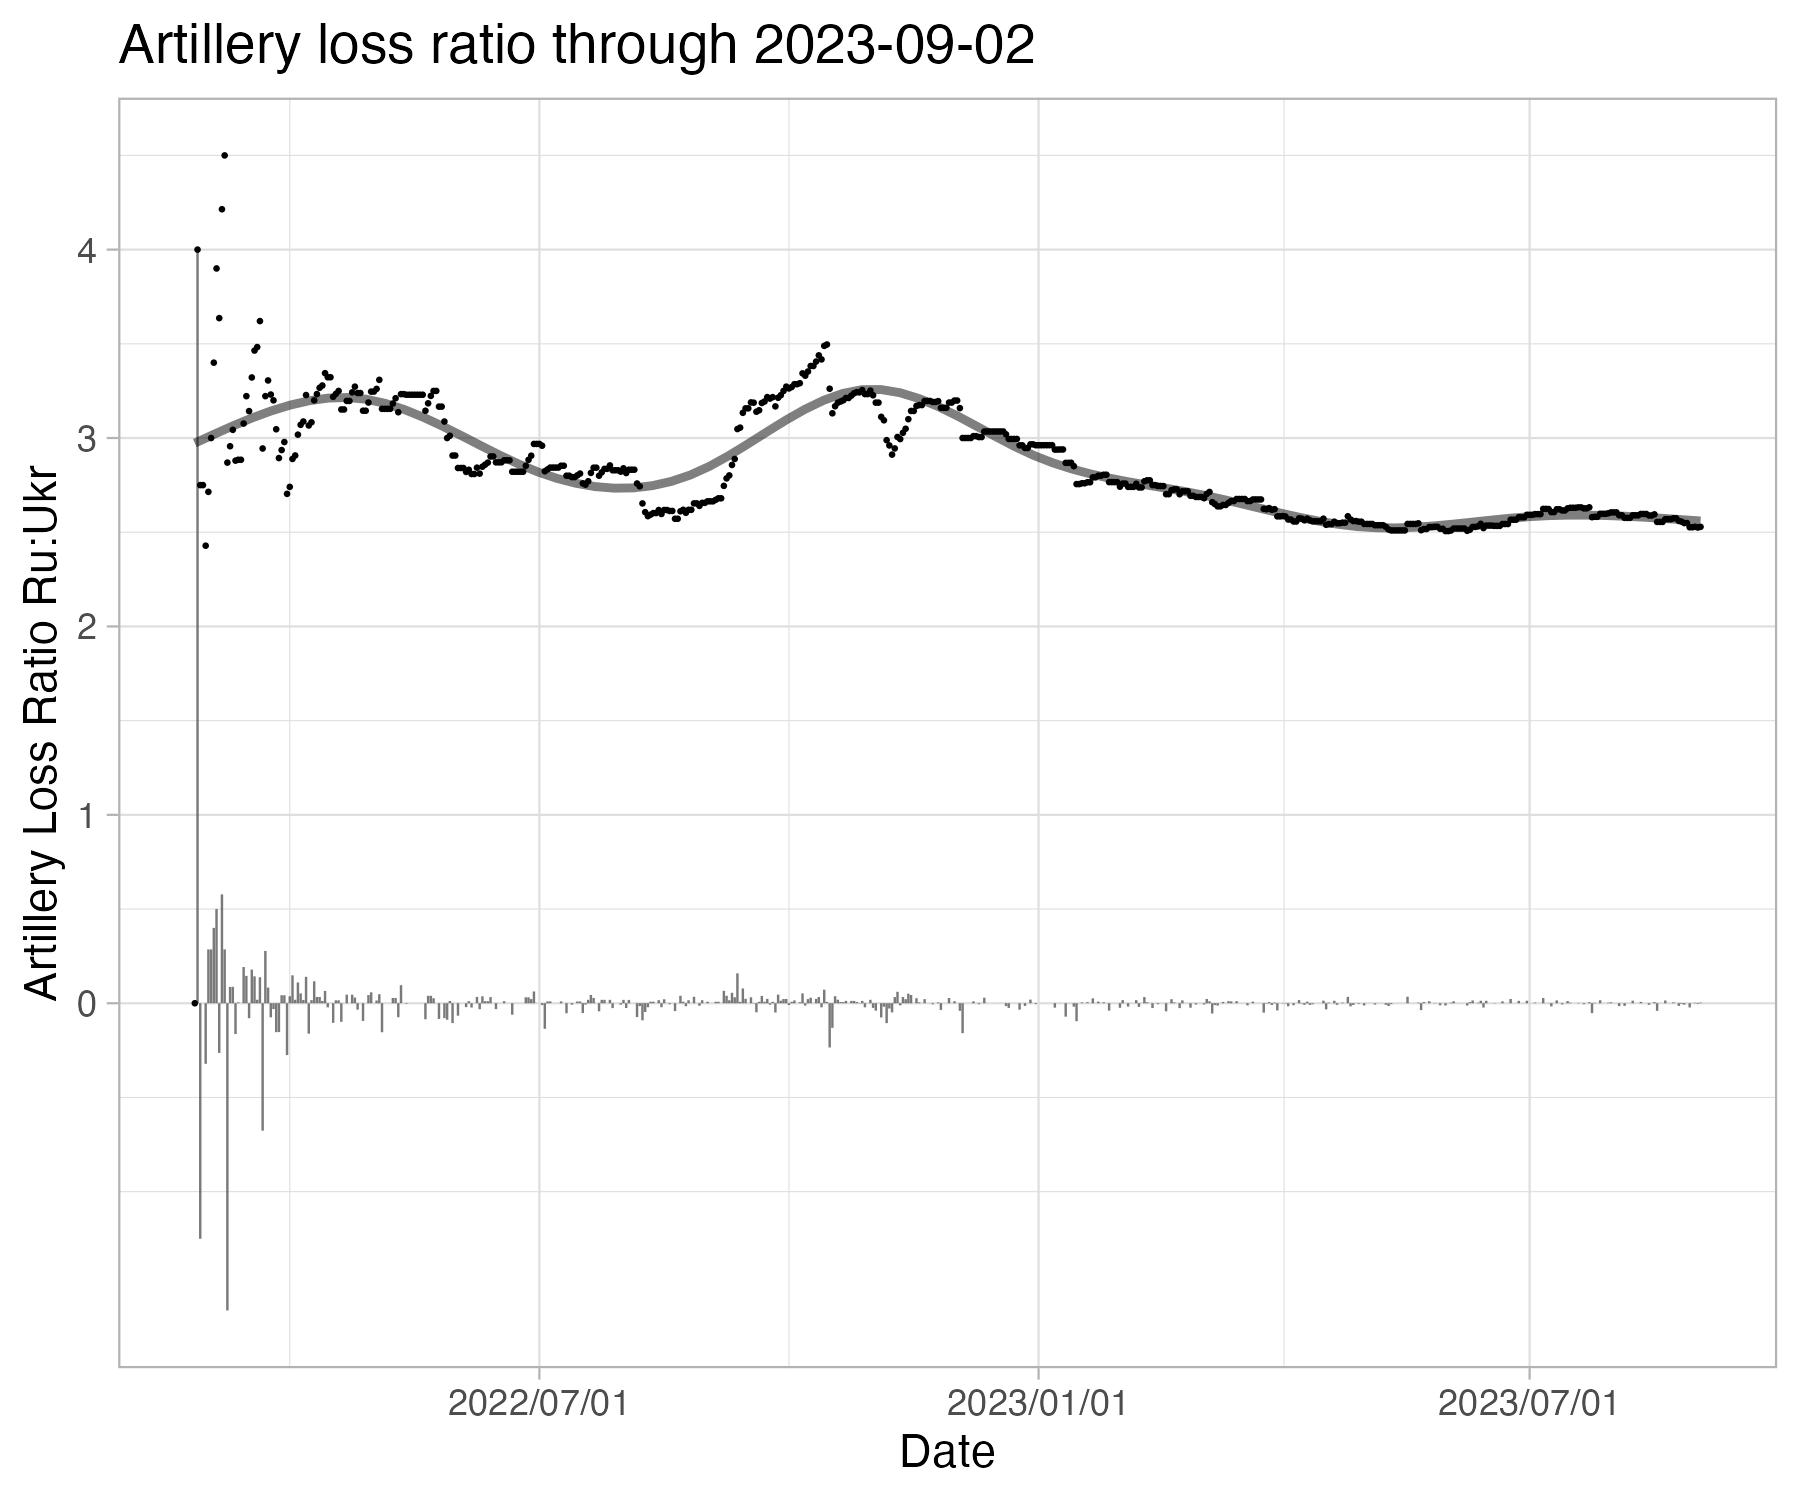 Artillery loss ratio through 2023-09-02
Artillery Loss Ratio Ru:Ukr
4
3
2
1
0
2022/07/01
2023/01/01
2023/07/01
Date